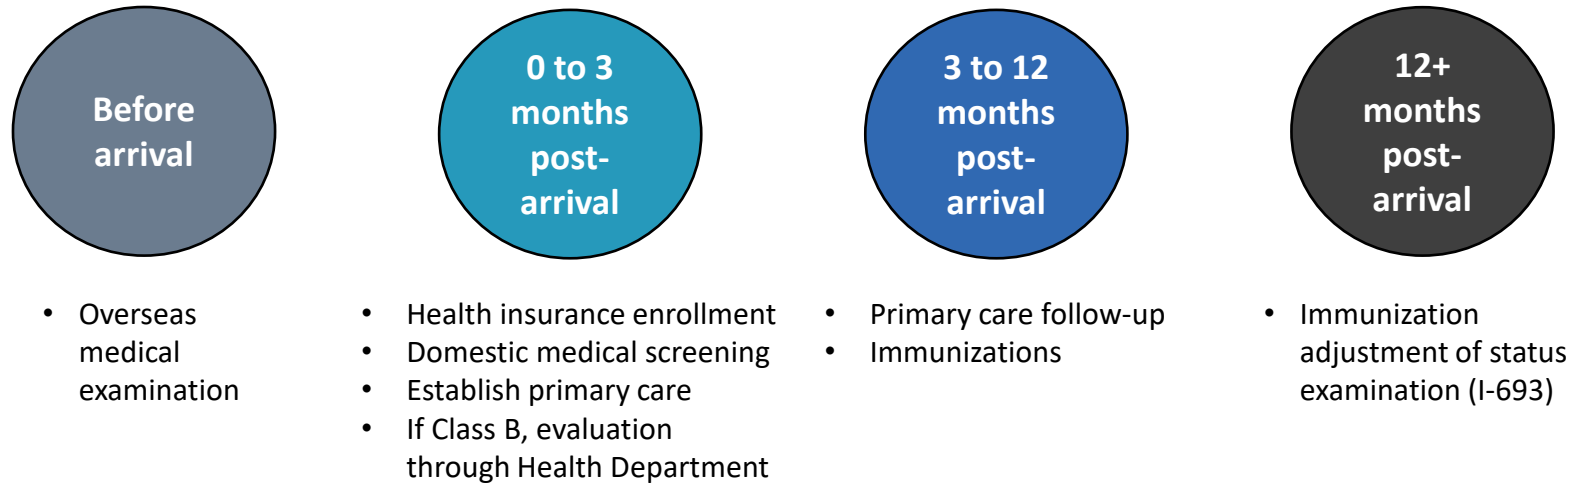 Before
arrival
0 to 3
months
post-
arrival
3 to 12
months
post-
arrival
12+
months
post-
arrival
• Overseas
medical
examination
• Health insurance enrollment
• Domestic medical screening
• Establish primary care
• If Class B, evaluation
through Health Department
• Primary care follow-up
• Immunizations
• Immunization
adjustment of status
examination (I-693)